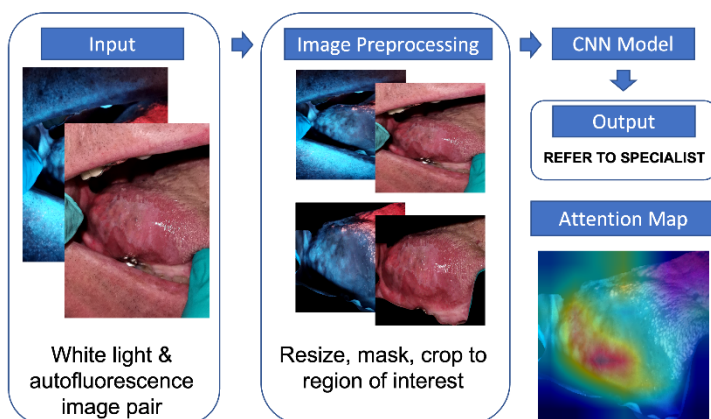 Input
White light &
autofluorescence
image pair
Image Preprocessing
Resize, mask, crop to
region of interest
CNN Model
Output
REFER TO SPECIALIST
Attention Map